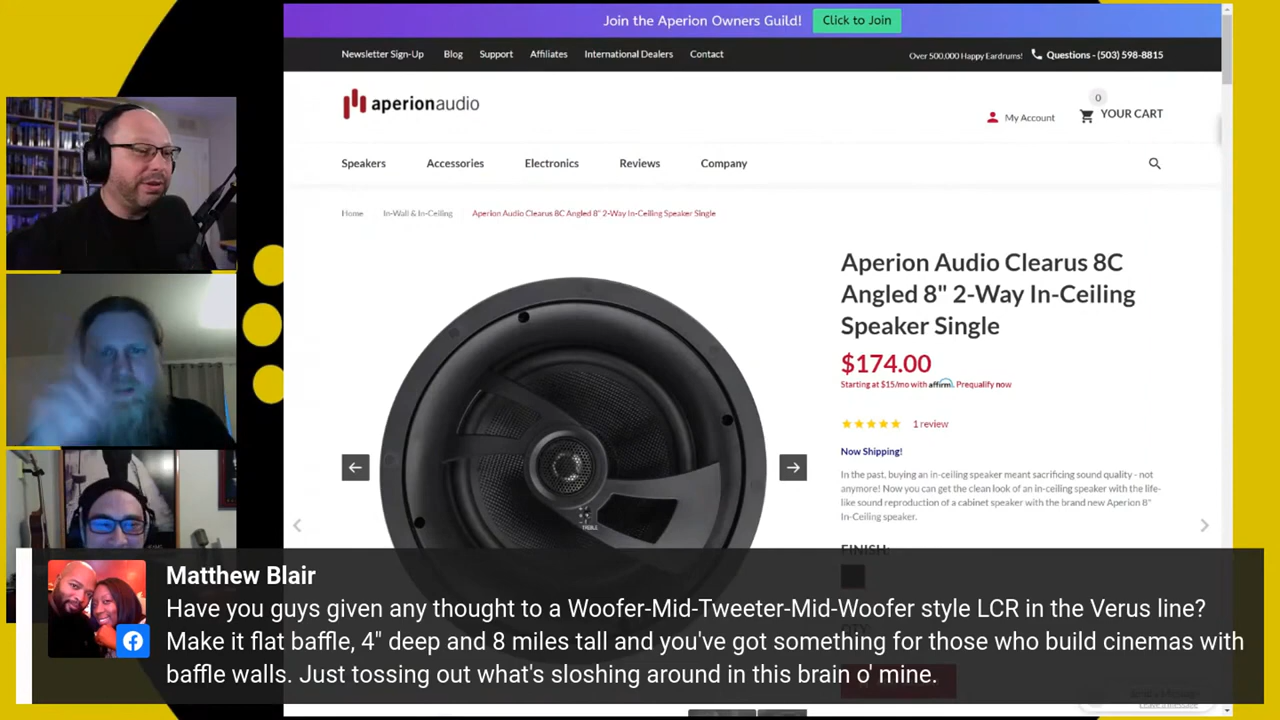 Join the Aperion Owners Guild! Click to Join
Newsletter Sign-Up Blog Support Affiliates International Dealers Contact Over 500,000 Happy Eardrums! Questions - (503) 598-8815
aperionaudio
My Account 0 YOUR CART
Speakers Accessories Electronics Reviews Company
Home In-Wall & In-Ceiling Aperion Audio Clearus 8C Angled 8" 2-Way In-Ceiling Speaker Single
Aperion Audio Clearus 8C
Angled 8" 2-Way In-Ceiling
Speaker Single
$174.00
Starting at $15/mo with affirm. Prequalify now
1 review
Now Shipping!
In the past, buying an in-ceiling speaker meant sacrificing sound quality - not
anymore! Now you can get the clean look of an in-ceiling speaker with the life-
like sound reproduction of a cabinet speaker with the brand new Aperion 8"
In-Ceiling speaker.
TREBLE
FINISH:
QTY:
Matthew Blair
Have you guys given any thought to a Woofer-Mid-Tweeter-Mid-Woofer style LCR in the Verus line?
Make it flat baffle, 4" deep and 8 miles tall and you've got something for those who build cinemas with
baffle walls. Just tossing out what's sloshing around in this brain o' mine.
Leave a message